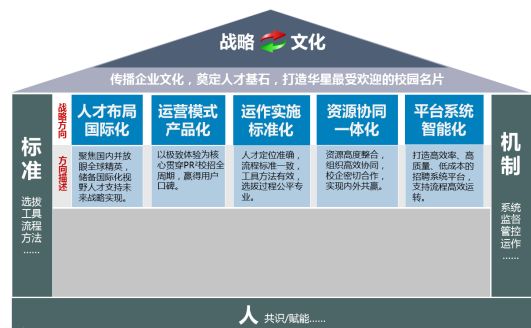 战略 文化
传播企业文化，奠定人才基石，打造华星最受欢迎的校园名片
标准
选拔
工具
流程
方法
......
战略方向
人才布局
国际化
运营模式
产品化
运作实施
标准化
资源协同
一体化
平台系统
智能化
方向描述
聚焦国内并放
眼全球精英，
储备国际化视
野人才支持未
来战略实现。
以极致体验为核
心贯穿PR²校招全
周期，赢得用户
口碑。
人才定位准确，
流程标准一致，
工具方法有效，
选拔过程公平专
业。
资源高度整合，
组织高效协同，
校企密切合作，
实现内外共赢。
打造高效率、高
质量、低成本的
招聘系统平台，
支持流程高效运
转。
机制
系统
监督
管控
运作
......
人 共识/赋能......